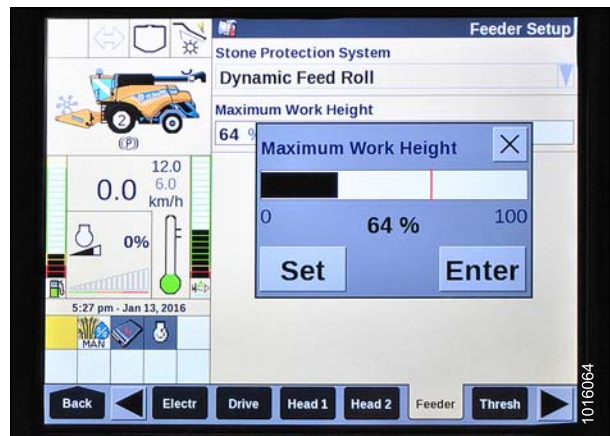 Feeder Setup
Stone Protection System
Dynamic Feed Roll
Maximum Work Height
64 %
Maximum Work Height
0
64 %
100
Set
Enter
2
(P)
12.0
0.0
6.0
km/h
0%
5:27 pm - Jan 13, 2016
MAN
Back
Electr
Drive
Head 1
Head 2
Feeder
Thresh
1016064